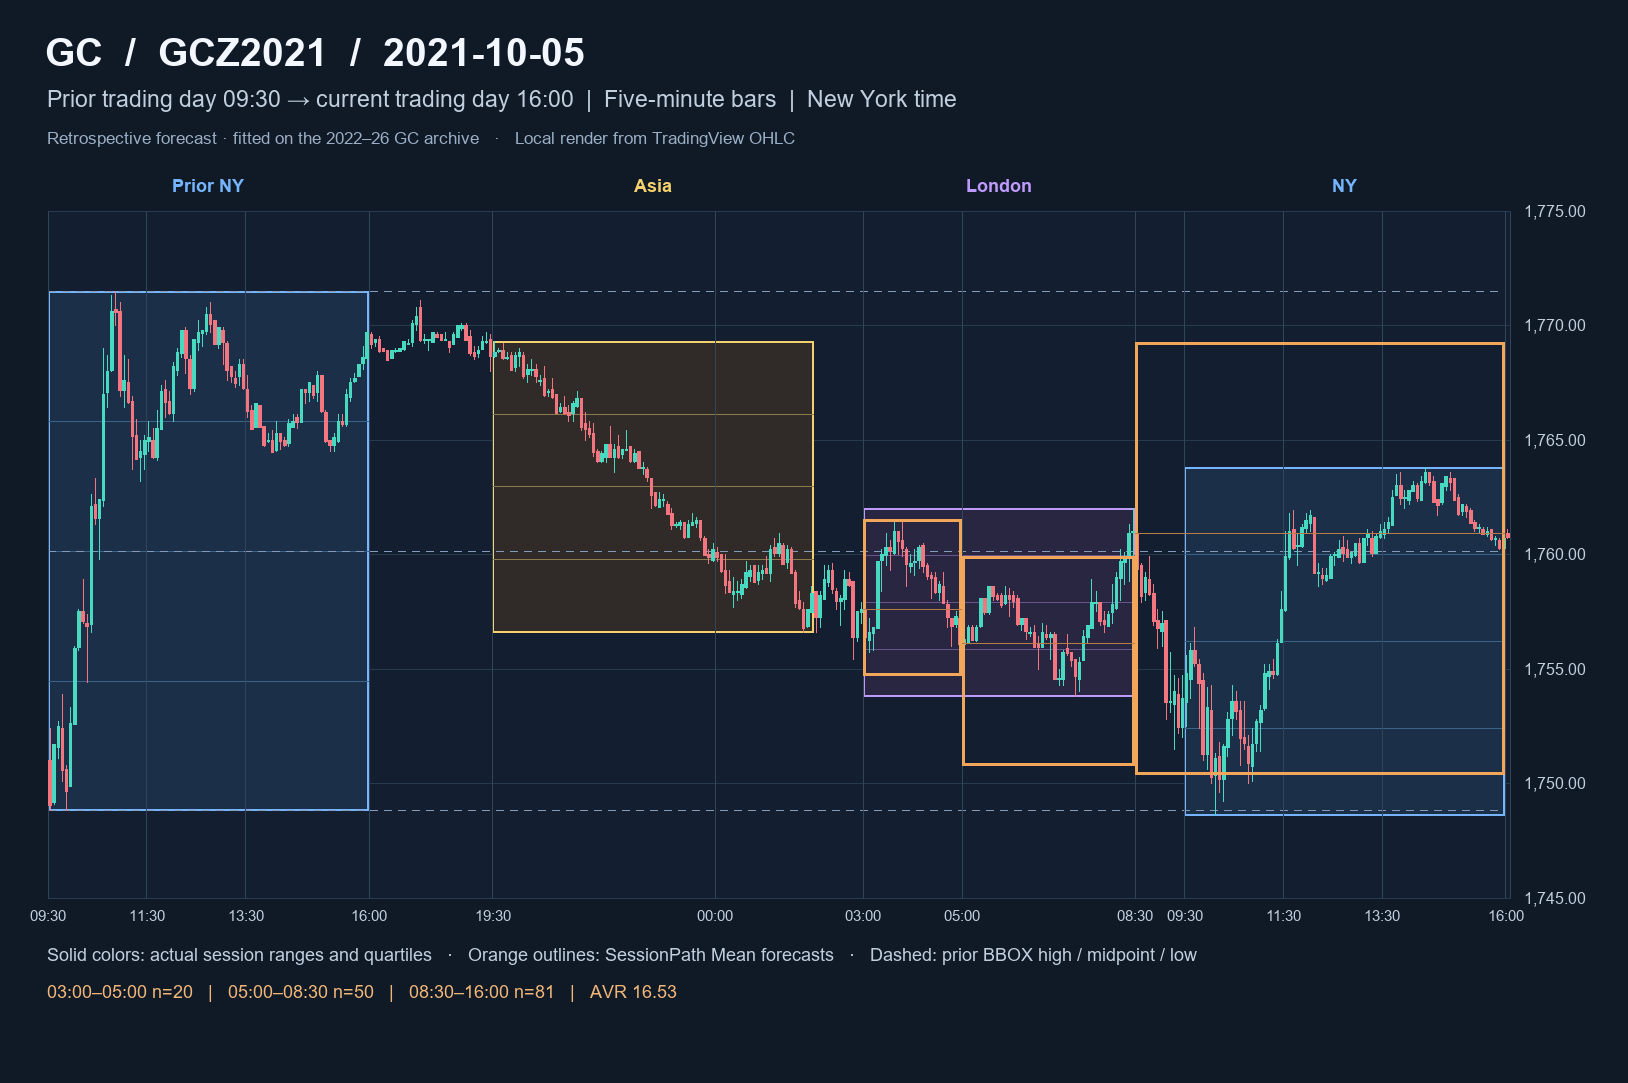 GC / GCZ2021 / 2021-10-05
Prior trading day 09:30 → current trading day 16:00 | Five-minute bars | New York time
Retrospective forecast · fitted on the 2022–26 GC archive · Local render from TradingView OHLC
Prior NY Asia London NY
1,775.00
1,770.00
1,765.00
1,760.00
1,755.00
1,750.00
1,745.00
09:30 11:30 13:30 16:00 19:30 00:00 03:00 05:00 08:30 09:30 11:30 13:30 16:00
Solid colors: actual session ranges and quartiles · Orange outlines: SessionPath Mean forecasts · Dashed: prior BBOX high / midpoint / low
03:00–05:00 n=20 | 05:00–08:30 n=50 | 08:30–16:00 n=81 | AVR 16.53